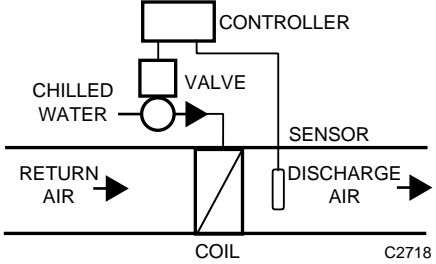 CONTROLLER
VALVE
CHILLED
WATER
SENSOR
RETURN
AIR
DISCHARGE
AIR
COIL
C2718